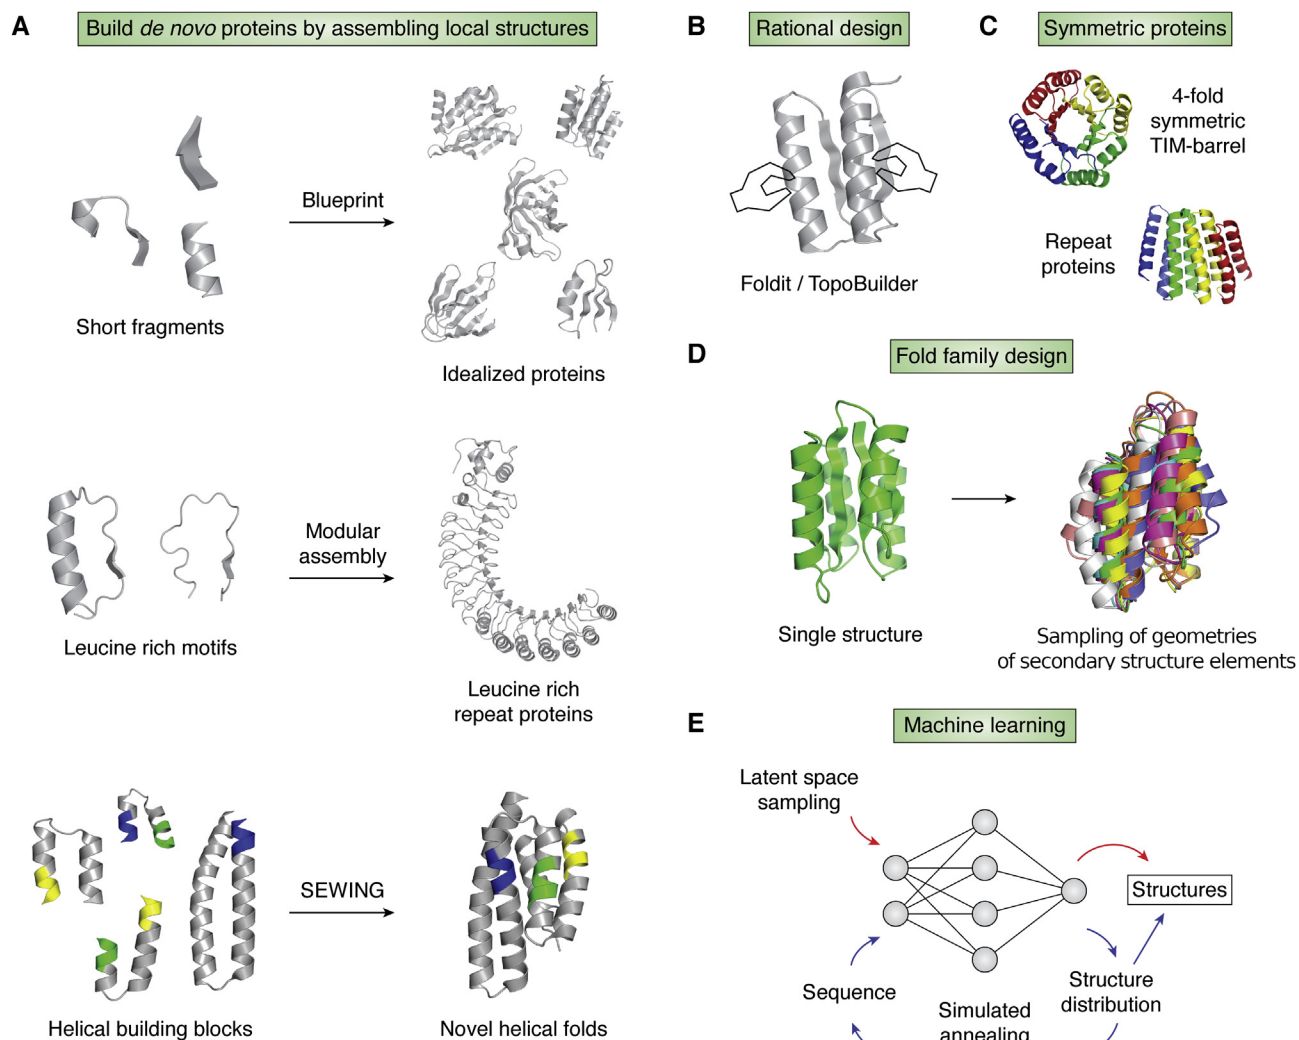 A
Build de novo proteins by assembling local structures
Blueprint
Short fragments
Idealized proteins
Modular
assembly
Leucine rich motifs
Leucine rich
repeat proteins
SEWING
Helical building blocks
Novel helical folds
B
Rational design
Foldit / TopoBuilder
C
Symmetric proteins
4-fold
symmetric
TIM-barrel
Repeat
proteins
D
Fold family design
Single structure
Sampling of geometries
of secondary structure elements
E
Machine learning
Latent space
sampling
Structures
Structure
distribution
Sequence
Simulated
annealing